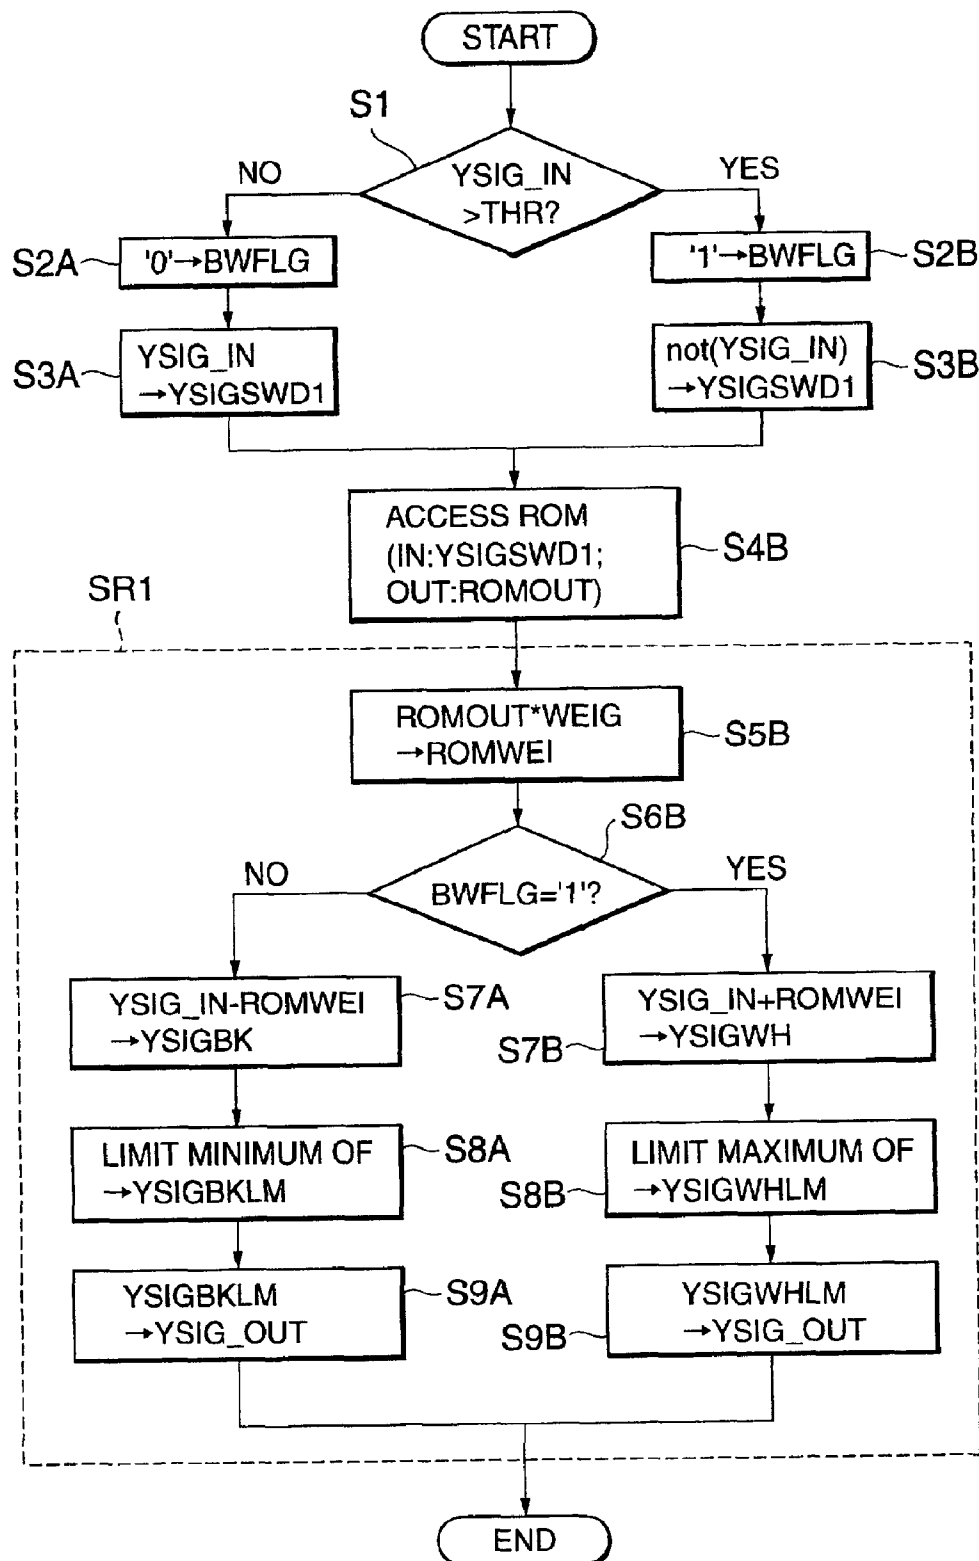 START
S1
YSIG_IN
>THR?
NO
YES
S2A
'0'→BWFLG
'1'→BWFLG
S2B
S3A
YSIG_IN
→YSIGSWD1
not(YSIG_IN)
→YSIGSWD1
S3B
ACCESS ROM
(IN:YSIGSWD1;
OUT:ROMOUT)
S4B
SR1
ROMOUT*WEIG
→ROMWEI
S5B
S6B
BWFLG='1'?
NO
YES
YSIG_IN-ROMWEI
→YSIGBK
S7A
S7B
YSIG_IN+ROMWEI
→YSIGWH
LIMIT MINIMUM OF
→YSIGBKLM
S8A
S8B
LIMIT MAXIMUM OF
→YSIGWHLM
YSIGBKLM
→YSIG_OUT
S9A
S9B
YSIGWHLM
→YSIG_OUT
END